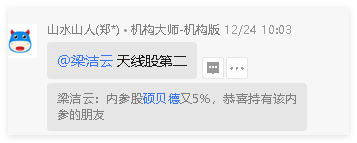 山水山人(郑*) • 机构大师-机构版 12/24 10:03
@梁洁云 天线股第二
梁洁云：内参股硕贝德又5%，恭喜持有该内
参的朋友